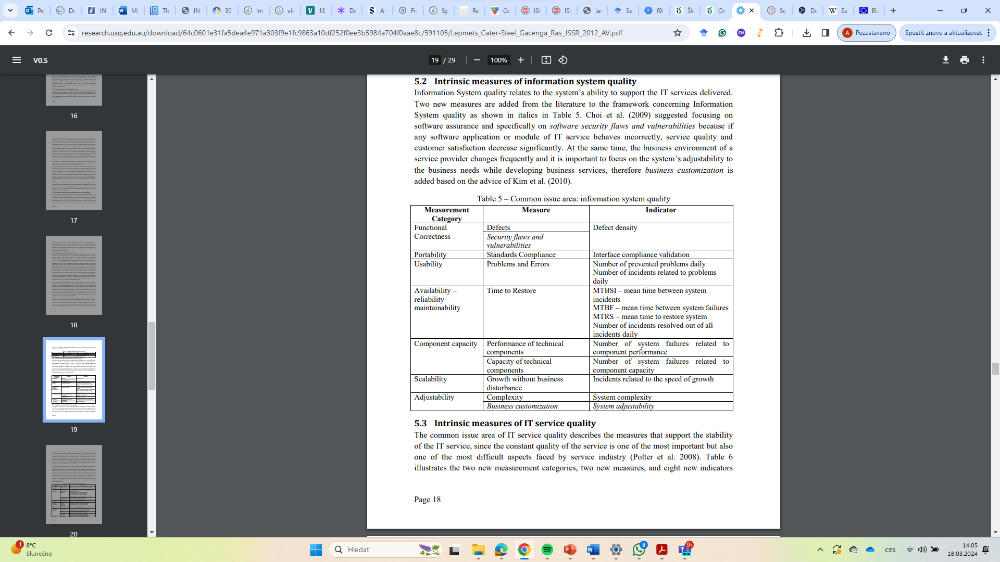 Po
Do
IN
Mi
Th
IN
30
Int
vir
18
Dá
A
Fra
Sp
Re
Cu
ISO
ISO
lac
Se
f9
Šk
Os
Sc
De
Se
EU
research.usq.edu.au/download/64c0601e31fa5dea4e971a303f9e1fc9863a10df252f0ee3b5984a704f0aae8c/591105/Lepmets_Cater-Steel_Gacenga_Ras_JSSR_2012_AV.pdf
EN
A Pozastaveno
Spustit znovu a aktualizovat
V0.5
19 / 29
100%
16
17
18
19
20
5.2 Intrinsic measures of information system quality
Information System quality relates to the system’s ability to support the IT services delivered.
Two new measures are added from the literature to the framework concerning Information
System quality as shown in italics in Table 5. Choi et al. (2009) suggested focusing on
software assurance and specifically on software security flaws and vulnerabilities because if
any software application or module of IT service behaves incorrectly, service quality and
customer satisfaction decrease significantly. At the same time, the business environment of a
service provider changes frequently and it is important to focus on the system’s adjustability to
the business needs while developing business services, therefore business customization is
added based on the advice of Kim et al. (2010).
Table 5 – Common issue area: information system quality
Measurement Category
Measure
Indicator
Functional
Correctness
Defects
Security flaws and
vulnerabilities
Defect density
Portability
Standards Compliance
Interface compliance validation
Usability
Problems and Errors
Number of prevented problems daily
Number of incidents related to problems
daily
Availability –
reliability –
maintainability
Time to Restore
MTBSI – mean time between system
incidents
MTBF – mean time between system failures
MTRS – mean time to restore system
Number of incidents resolved out of all
incidents daily
Component capacity
Performance of technical
components
Number of system failures related to
component performance
Capacity of technical
components
Number of system failures related to
component capacity
Scalability
Growth without business
disturbance
Incidents related to the speed of growth
Adjustability
Complexity
System complexity
Business customization
System adjustability
5.3 Intrinsic measures of IT service quality
The common issue area of IT service quality describes the measures that support the stability
of the IT service, since the constant quality of the service is one of the most important but also
one of the most difficult aspects faced by service industry (Polter et al. 2008). Table 6
illustrates the two new measurement categories, two new measures, and eight new indicators
Page 18
1
8°C
Slunečno
Hledat
8
9+
NEW
CES
14:05
18.03.2024